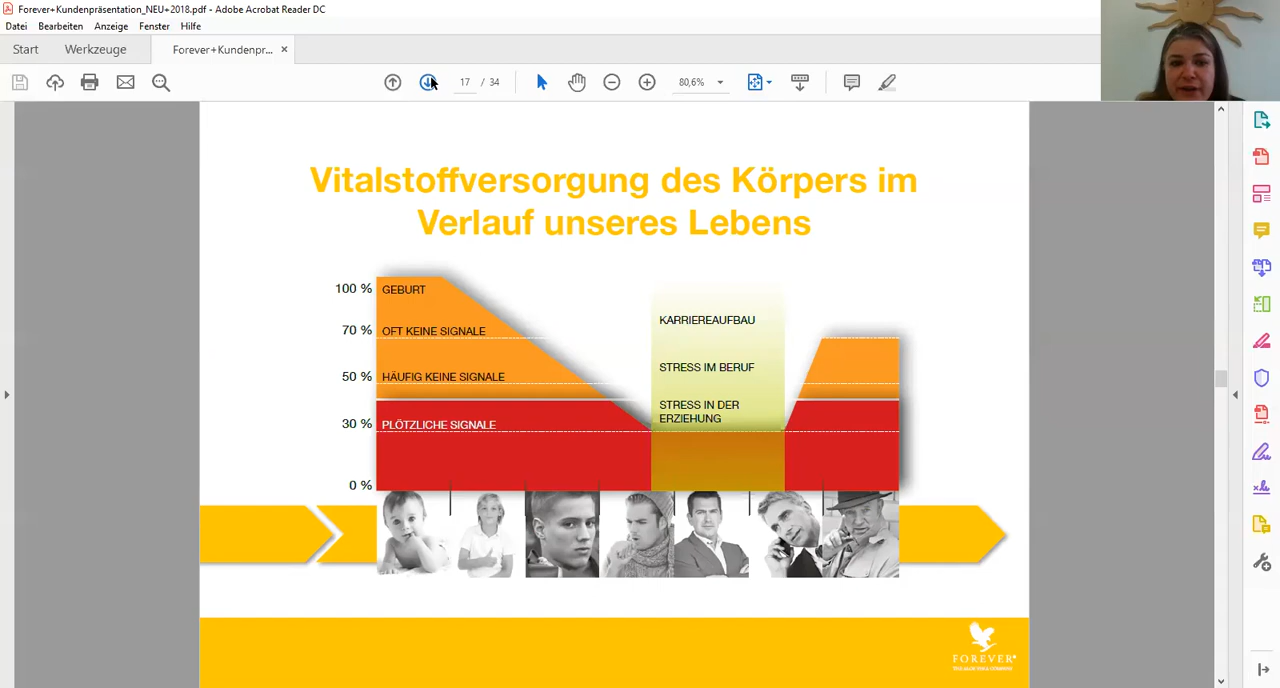 Forever+Kundenpräsentation_NEU+2018.pdf - Adobe Acrobat Reader DC
Datei Bearbeiten Anzeige Fenster Hilfe
Start Werkzeuge Forever+Kundenpr... ×
17 / 34 80,6%
Vitalstoffversorgung des Körpers im
Verlauf unseres Lebens
100 % GEBURT
KARRIEREAUFBAU
70 % OFT KEINE SIGNALE
STRESS IM BERUF
50 % HÄUFIG KEINE SIGNALE
STRESS IN DER
ERZIEHUNG
30 % PLÖTZLICHE SIGNALE
0 %
FOREVER